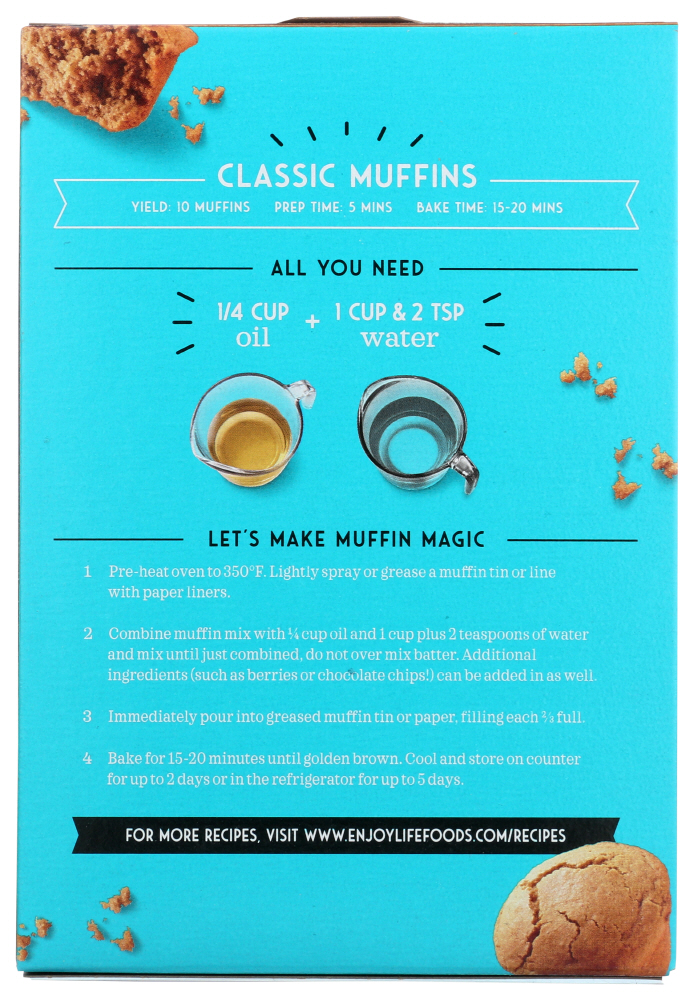 CLASSIC MUFFINS
YIELD: 10 MUFFINS PREP TIME: 5 MINS BAKE TIME: 15-20 MINS
ALL YOU NEED
1/4 CUP + 1 CUP & 2 TSP
oil water
LET'S MAKE MUFFIN MAGIC
1 Pre-heat oven to 350°F. Lightly spray or grease a muffin tin or line
with paper liners.
2 Combine muffin mix with ¼ cup oil and 1 cup plus 2 teaspoons of water
and mix until just combined, do not over mix batter. Additional
ingredients (such as berries or chocolate chips!) can be added in as well.
3 Immediately pour into greased muffin tin or paper, filling each ⅔ full.
4 Bake for 15-20 minutes until golden brown. Cool and store on counter
for up to 2 days or in the refrigerator for up to 5 days.
FOR MORE RECIPES, VISIT WWW.ENJOYLIFEFOODS.COM/RECIPES